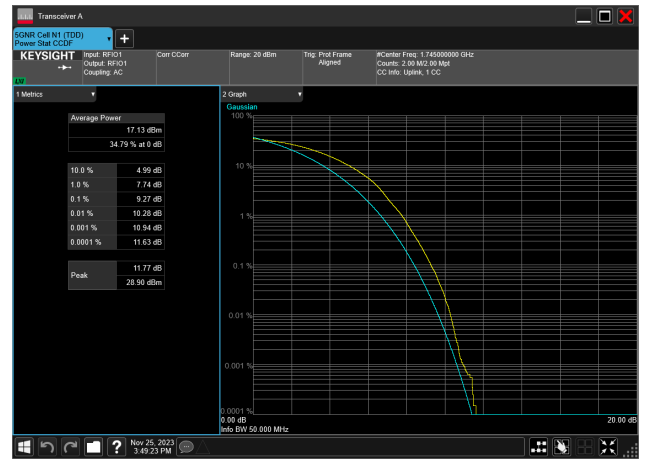 Transceiver A
5GNR Cell N1 (TDD)
Power Stat CCDF
KEYSIGHT
Input: RFIO1
Output: RFIO1
Coupling: AC
Corr CCorr
Range: 20 dBm
Trig: Prot Frame
Aligned
#Center Freq: 1.745000000 GHz
Counts: 2.00 M/2.00 Mpt
CC Info: Uplink, 1 CC
1 Metrics
Average Power
17.13 dBm
34.79 % at 0 dB
10.0 % 4.99 dB
1.0 % 7.74 dB
0.1 % 9.27 dB
0.01 % 10.28 dB
0.001 % 10.94 dB
0.0001 % 11.63 dB
Peak
11.77 dB
28.90 dBm
2 Graph
Gaussian
100 %
10 %
1 %
0.1 %
0.01 %
0.001 %
0.0001 %
0.00 dB
20.00 dB
Info BW 50.000 MHz
?
Nov 25, 2023
3:49:23 PM